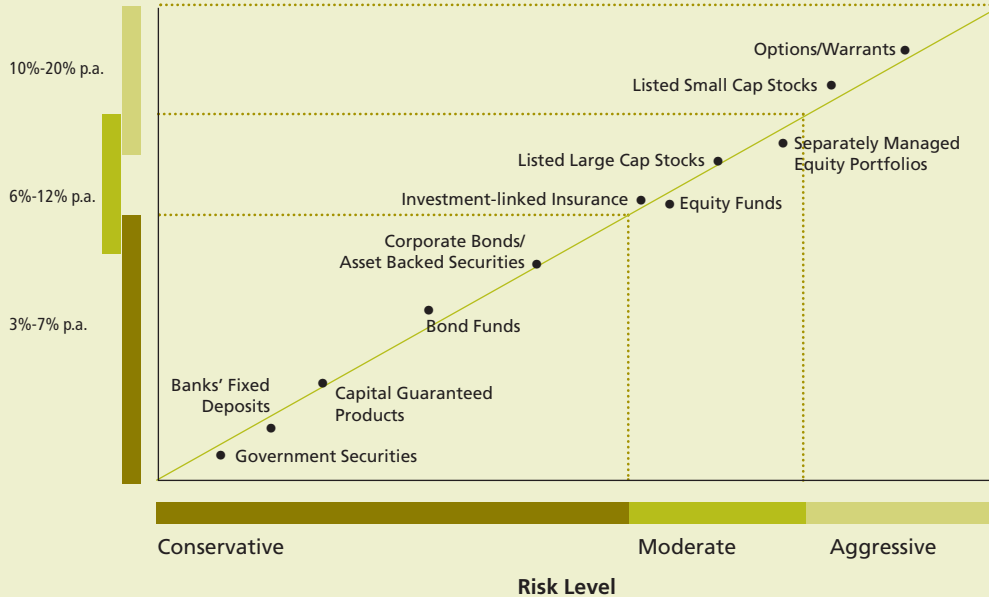 Options/Warrants
10%-20% p.a.
Listed Small Cap Stocks
Separately Managed
Equity Portfolios
Listed Large Cap Stocks
6%-12% p.a.
Investment-linked Insurance
Equity Funds
Corporate Bonds/
Asset Backed Securities
3%-7% p.a.
Bond Funds
Banks’ Fixed
Deposits
Capital Guaranteed
Products
Government Securities
Conservative
Moderate
Aggressive
Risk Level